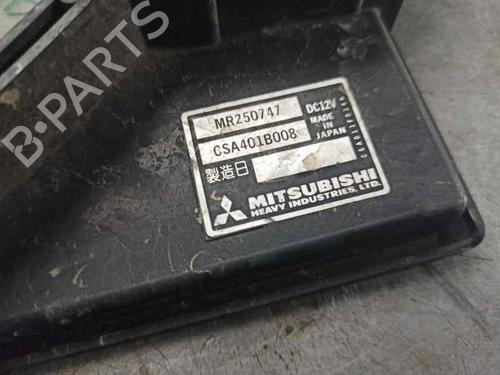 MR250747
DC12V
CSA401B008
MADE IN JAPAN
製造日
MITSUBISHI
HEAVY INDUSTRIES, LTD.
B-PARTS